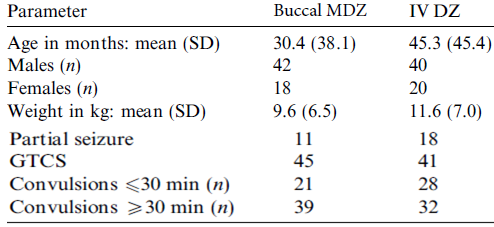 Parameter Buccal MDZ IV DZ
Age in months: mean (SD) 30.4 (38.1) 45.3 (45.4)
Males (n) 42 40
Females (n) 18 20
Weight in kg: mean (SD) 9.6 (6.5) 11.6 (7.0)
Partial seizure 11 18
GTCS 45 41
Convulsions ⩽30 min (n) 21 28
Convulsions ⩾30 min (n) 39 32